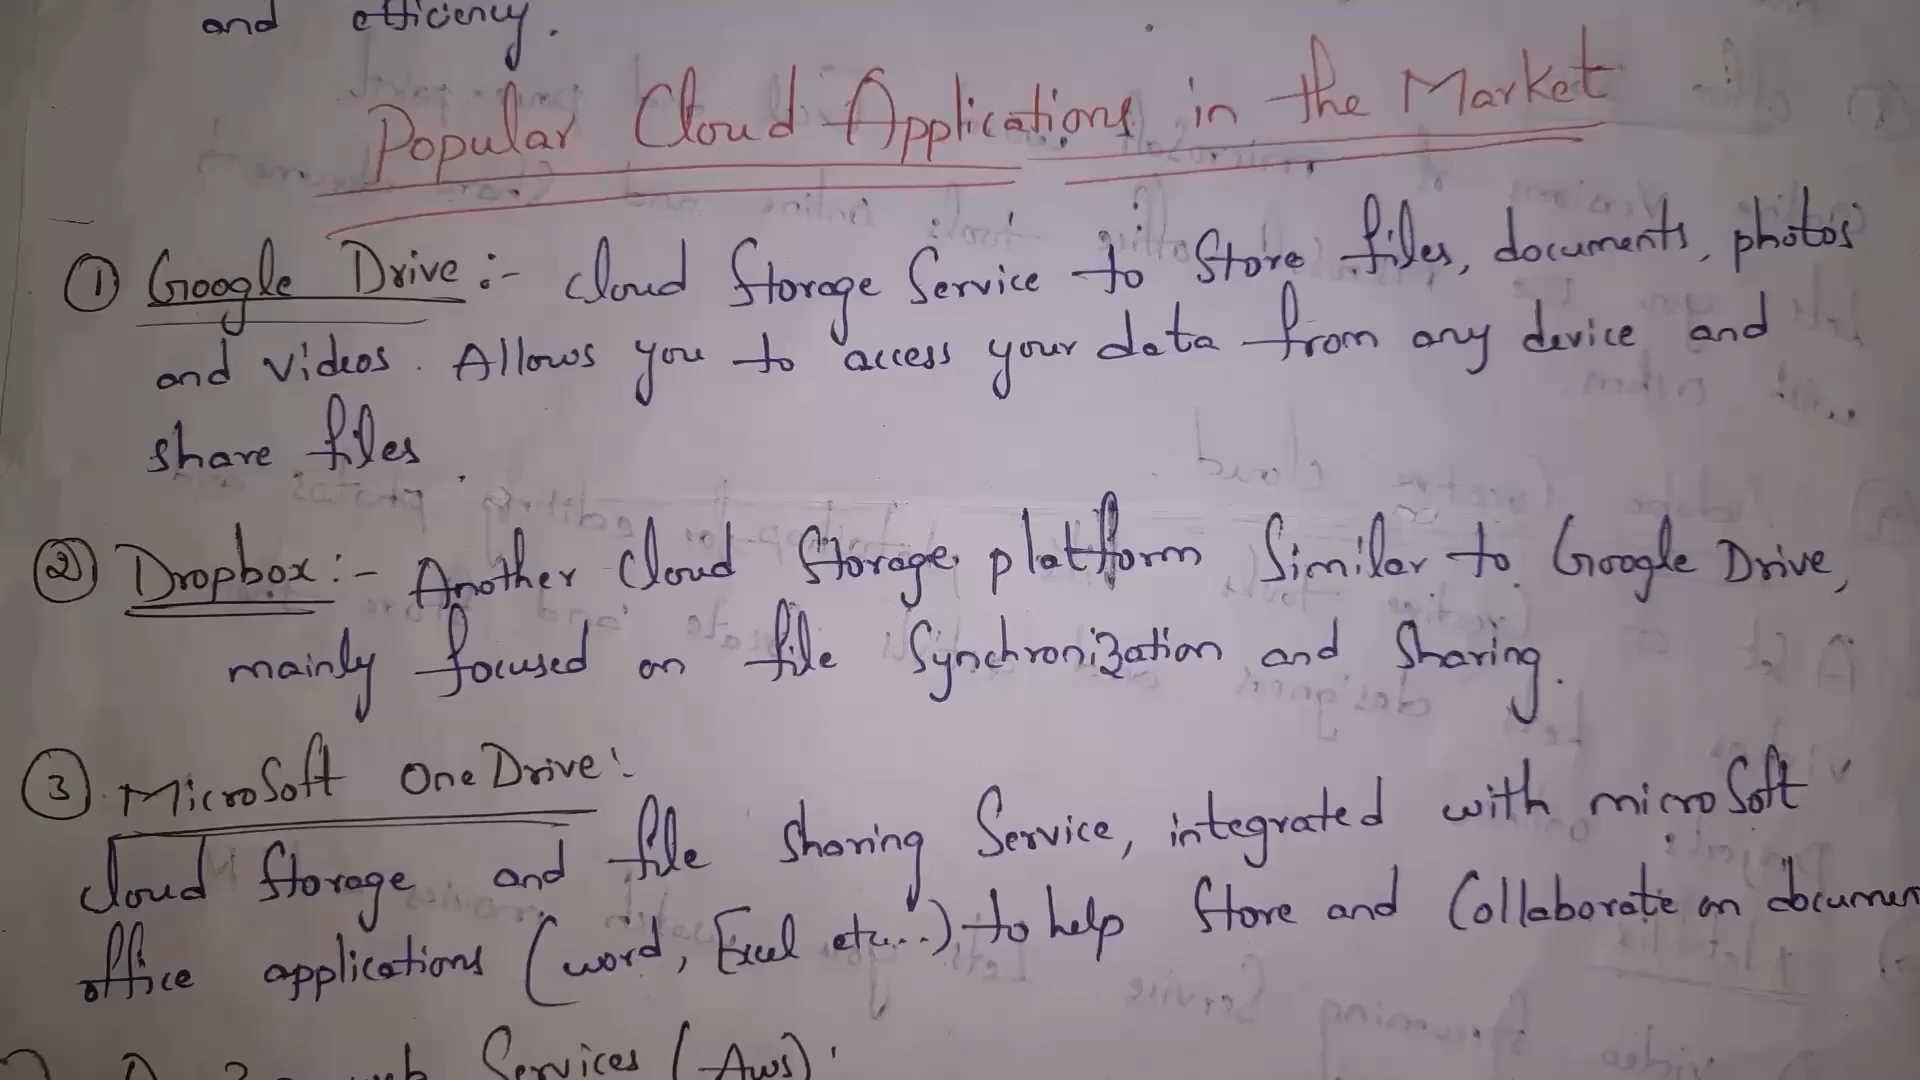 and efficiency.
Popular Cloud Applications in the Market
① Google Drive :- cloud Storage Service to Store files, documents, photos
and videos. Allows you to access your data from any device and
share files.
② Dropbox :- Another cloud Storage platform Similar to Google Drive,
mainly focused on file Synchronization and Sharing.
③. MicroSoft OneDrive:
cloud Storage and file sharing Service, integrated with microSoft
office applications (word, Excel etc...) to help Store and Collaborate on documen
Services (Aws):